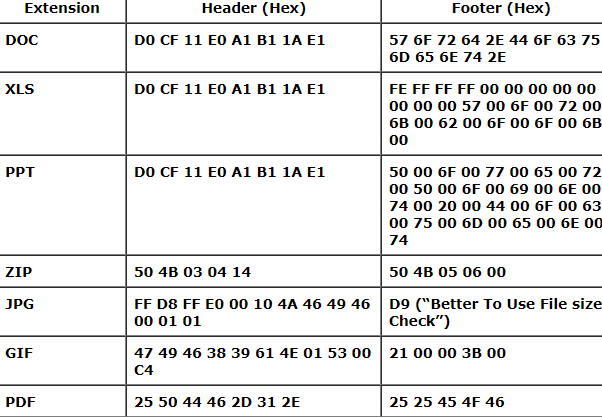 Extension Header (Hex) Footer (Hex)
DOC D0 CF 11 E0 A1 B1 1A E1 57 6F 72 64 2E 44 6F 63 75
6D 65 6E 74 2E
XLS D0 CF 11 E0 A1 B1 1A E1 FE FF FF FF 00 00 00 00 00
00 00 00 57 00 6F 00 72 00
6B 00 62 00 6F 00 6F 00 6B
00
PPT D0 CF 11 E0 A1 B1 1A E1 50 00 6F 00 77 00 65 00 72
00 50 00 6F 00 69 00 6E 00
74 00 20 00 44 00 6F 00 63
00 75 00 6D 00 65 00 6E 00
74
ZIP 50 4B 03 04 14 50 4B 05 06 00
JPG FF D8 FF E0 00 10 4A 46 49 46 D9 (“Better To Use File size
00 01 01 Check”)
GIF 47 49 46 38 39 61 4E 01 53 00 21 00 00 3B 00
C4
PDF 25 50 44 46 2D 31 2E 25 25 45 4F 46